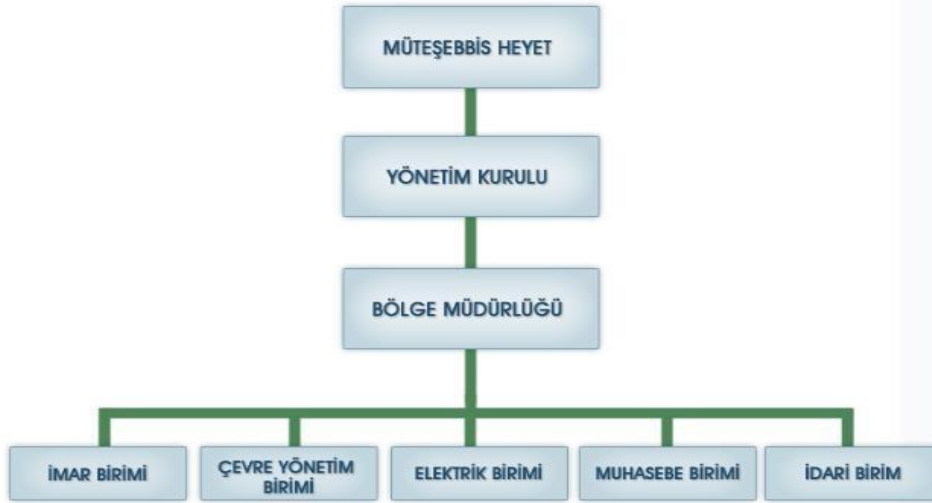 MÜTEŞEBBİS HEYET
YÖNETİM KURULU
BÖLGE MÜDÜRLÜĞÜ
İMAR BİRİMİ
ÇEVRE YÖNETİM
BİRİMİ
ELEKTRİK BİRİMİ
MUHASEBE BİRİMİ
İDARİ BİRİM